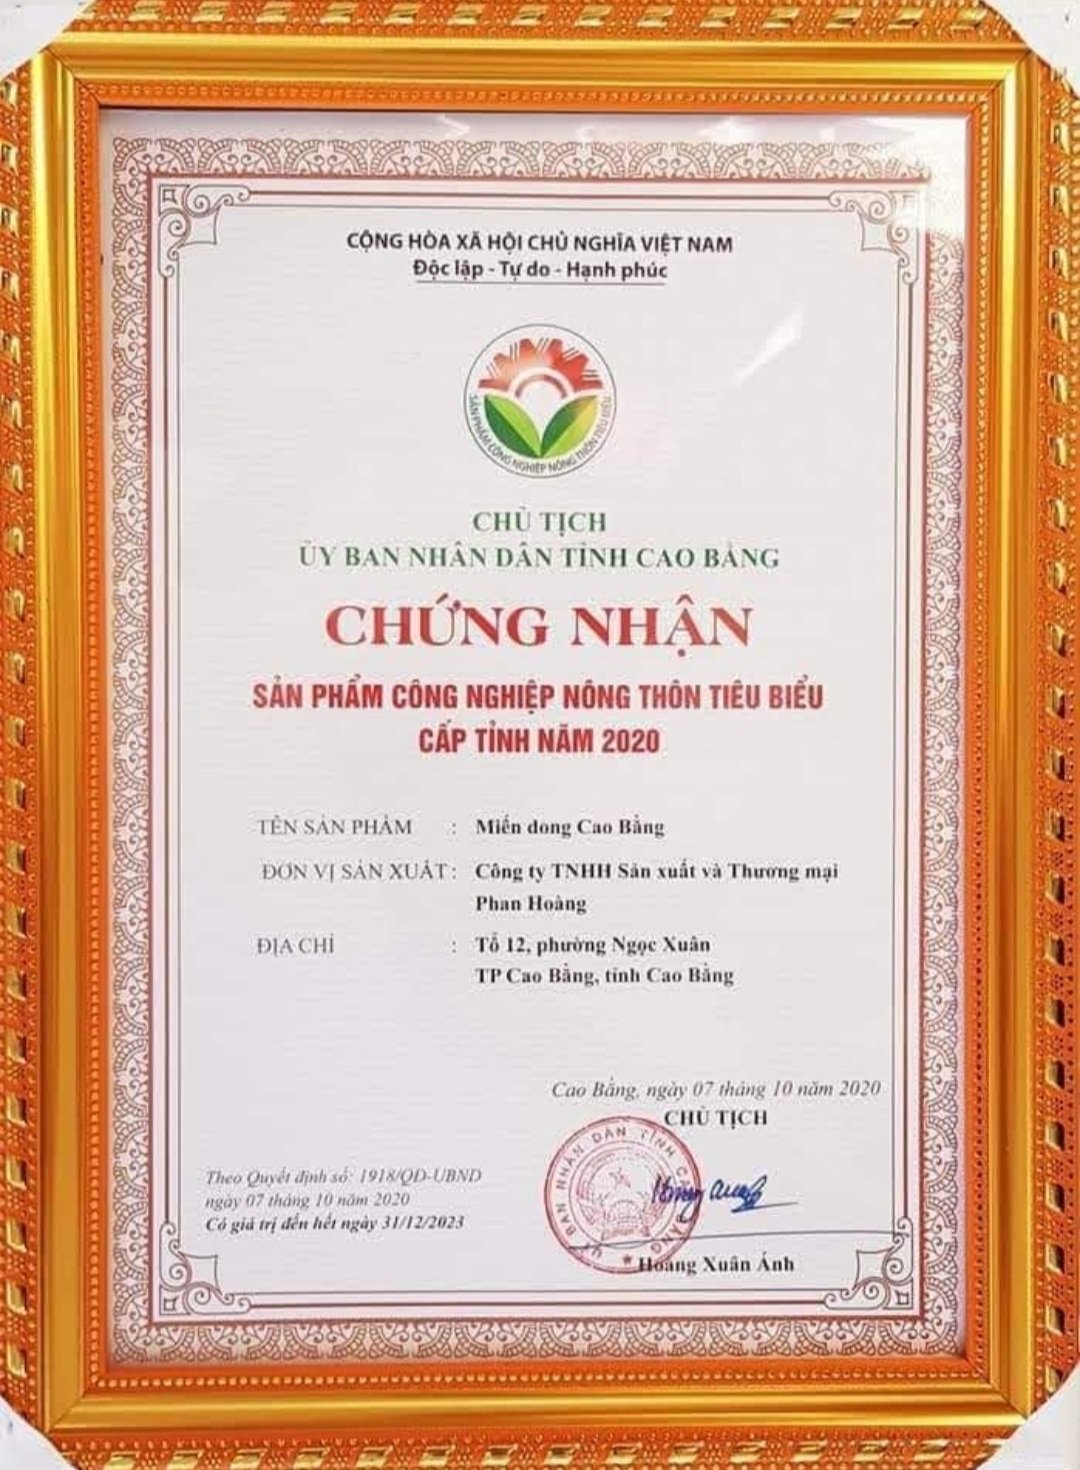 CỘNG HÒA XÃ HỘI CHỦ NGHĨA VIỆT NAM
Độc lập - Tự do - Hạnh phúc
SẢN PHẨM CÔNG NGHIỆP NÔNG THÔN TIÊU BIỂU
CHỦ TỊCH
ỦY BAN NHÂN DÂN TỈNH CAO BẰNG
CHỨNG NHẬN
SẢN PHẨM CÔNG NGHIỆP NÔNG THÔN TIÊU BIỂU
CẤP TỈNH NĂM 2020
TÊN SẢN PHẨM : Miến dong Cao Bằng
ĐƠN VỊ SẢN XUẤT : Công ty TNHH Sản xuất và Thương mại
Phan Hoàng
ĐỊA CHỈ : Tổ 12, phường Ngọc Xuân
TP Cao Bằng, tỉnh Cao Bằng
Cao Bằng, ngày 07 tháng 10 năm 2020
CHỦ TỊCH
Theo Quyết định số: 1918/QĐ-UBND
ngày 07 tháng 10 năm 2020
Có giá trị đến hết ngày 31/12/2023
ỦY BAN NHÂN DÂN TỈNH CAO BẰNG
Hoàng Xuân Ánh